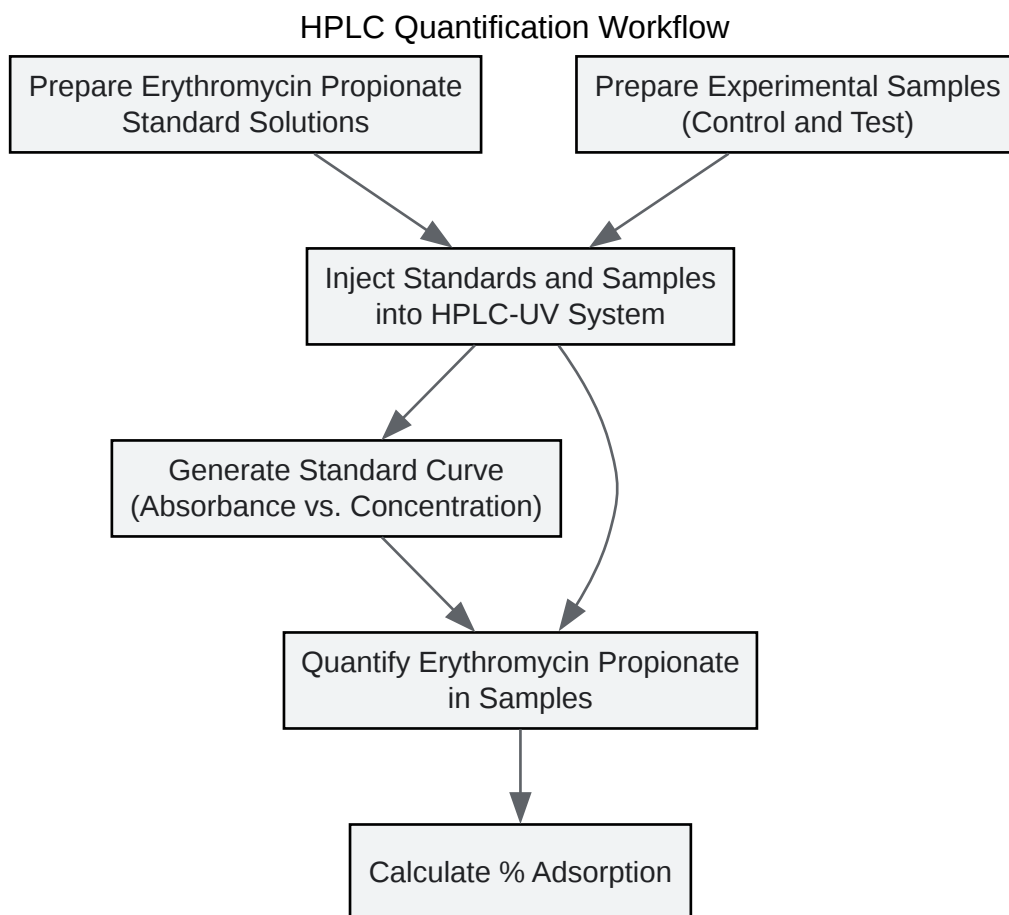 HPLC Quantification Workflow
Prepare Erythromycin Propionate
Standard Solutions
Prepare Experimental Samples
(Control and Test)
Inject Standards and Samples
into HPLC-UV System
Generate Standard Curve
(Absorbance vs. Concentration)
Quantify Erythromycin Propionate
in Samples
Calculate % Adsorption